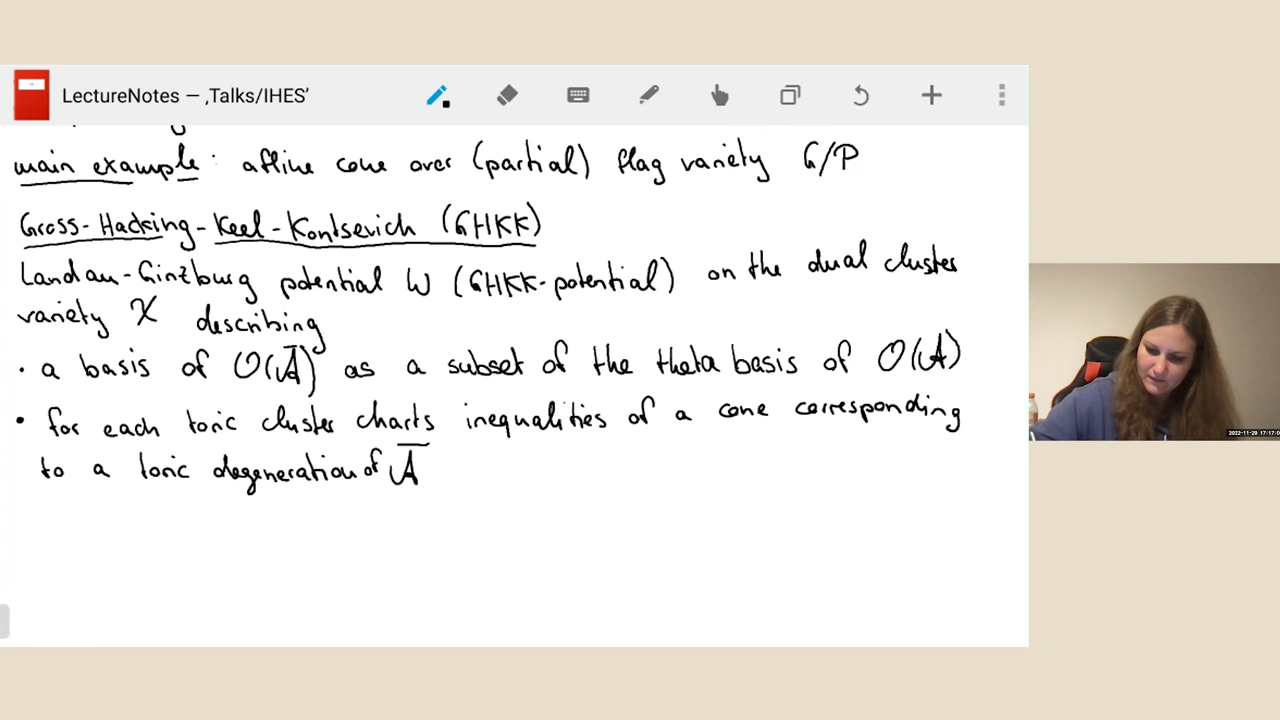 LectureNotes — ‚Talks/IHES’
main example: affine cone over (partial) flag variety G/P
Gross-Hacking-Keel-Kontsevich (GHKK)
Landau-Ginzburg potential W (GHKK-potential) on the dual cluster
variety X describing
• a basis of O(A̅) as a subset of the theta basis of O(A)
• for each toric cluster charts inequalities of a cone corresponding
to a toric degeneration of A̅